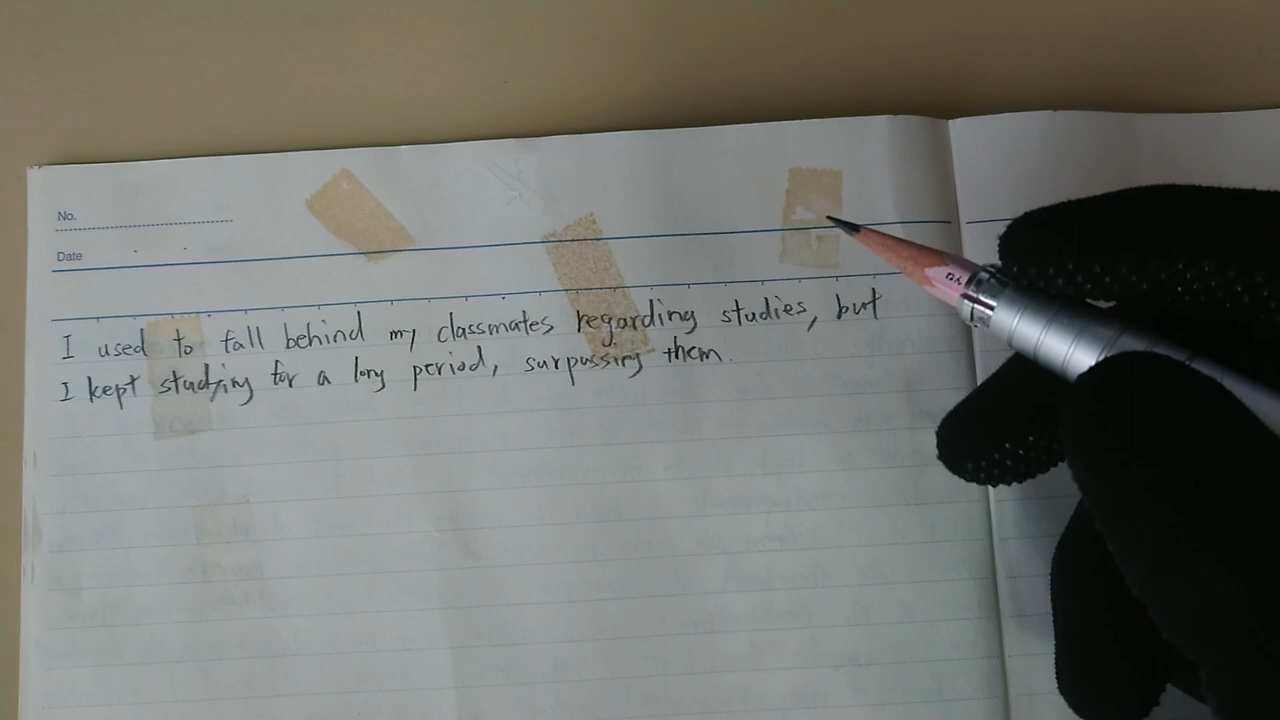 No.
Date
I used to fall behind my classmates regarding studies, but
I kept studying for a long period, surpassing them.